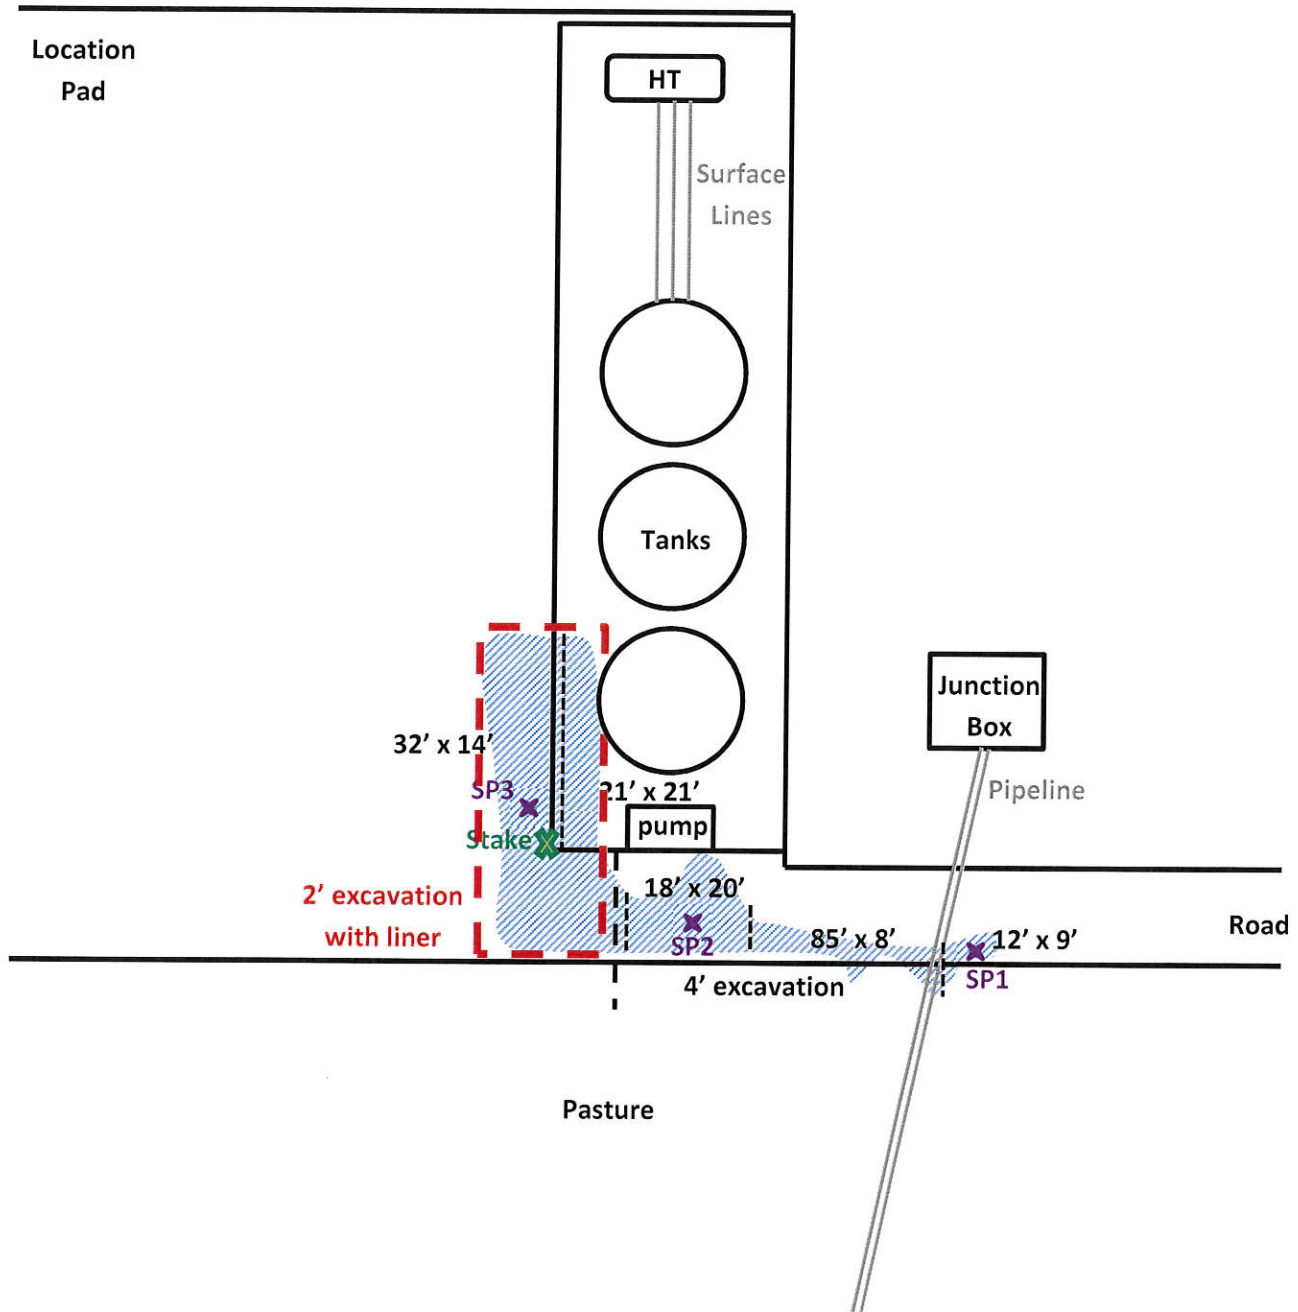 Location
Pad
HT
Surface
Lines
Tanks
Junction
Box
32' x 14'
SP3
21' x 21'
Pipeline
pump
Stake
18' x 20'
2' excavation
with liner
SP2
85' x 8'
12' x 9'
Road
4' excavation
SP1
Pasture